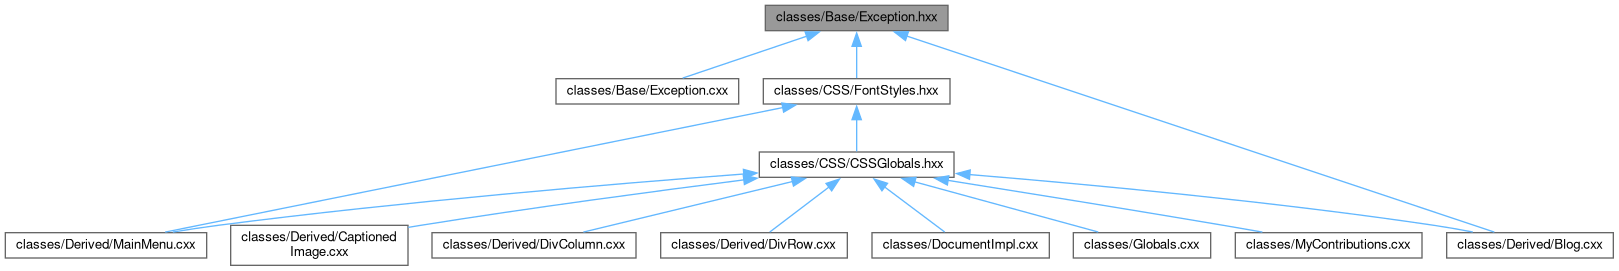 classes/Base/Exception.hxx
classes/Base/Exception.cxx
classes/CSS/FontStyles.hxx
classes/CSS/CSSGlobals.hxx
classes/Derived/MainMenu.cxx
classes/Derived/Captioned
Image.cxx
classes/Derived/DivColumn.cxx
classes/Derived/DivRow.cxx
classes/DocumentImpl.cxx
classes/Globals.cxx
classes/MyContributions.cxx
classes/Derived/Blog.cxx